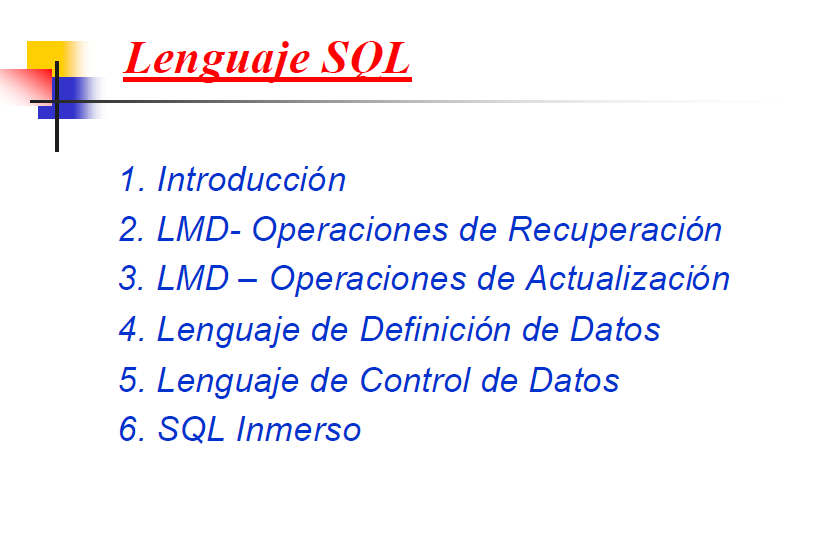 Lenguaje SQL
1. Introducción
2. LMD- Operaciones de Recuperación
3. LMD – Operaciones de Actualización
4. Lenguaje de Definición de Datos
5. Lenguaje de Control de Datos
6. SQL Inmerso